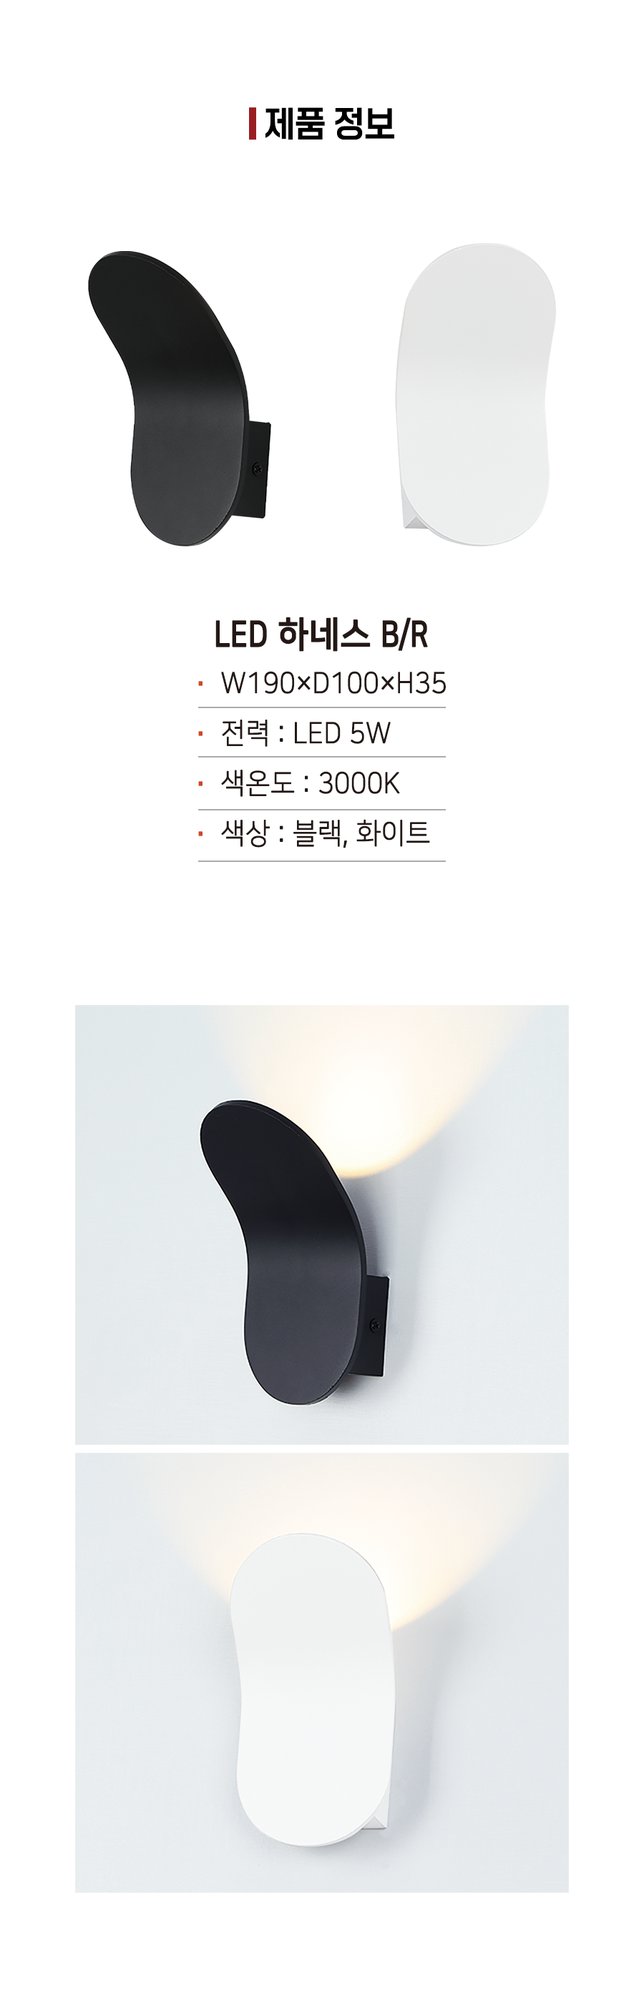 제품 정보
LED 하네스 B/R
· W190×D100×H35
· 전력 : LED 5W
· 색온도 : 3000K
· 색상 : 블랙, 화이트